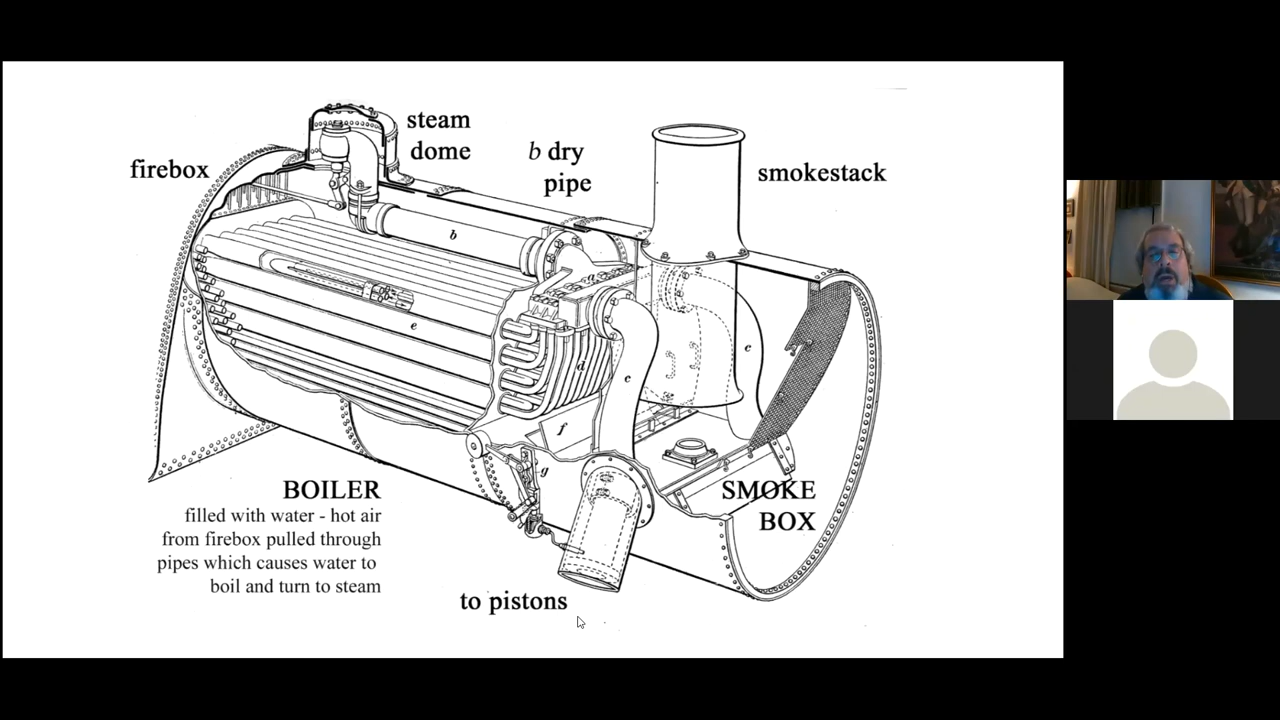 steam
dome
b dry
pipe
firebox
smokestack
b
a
e
d
c
c
f
g
BOILER
filled with water - hot air
from firebox pulled through
pipes which causes water to
boil and turn to steam
SMOKE
BOX
to pistons